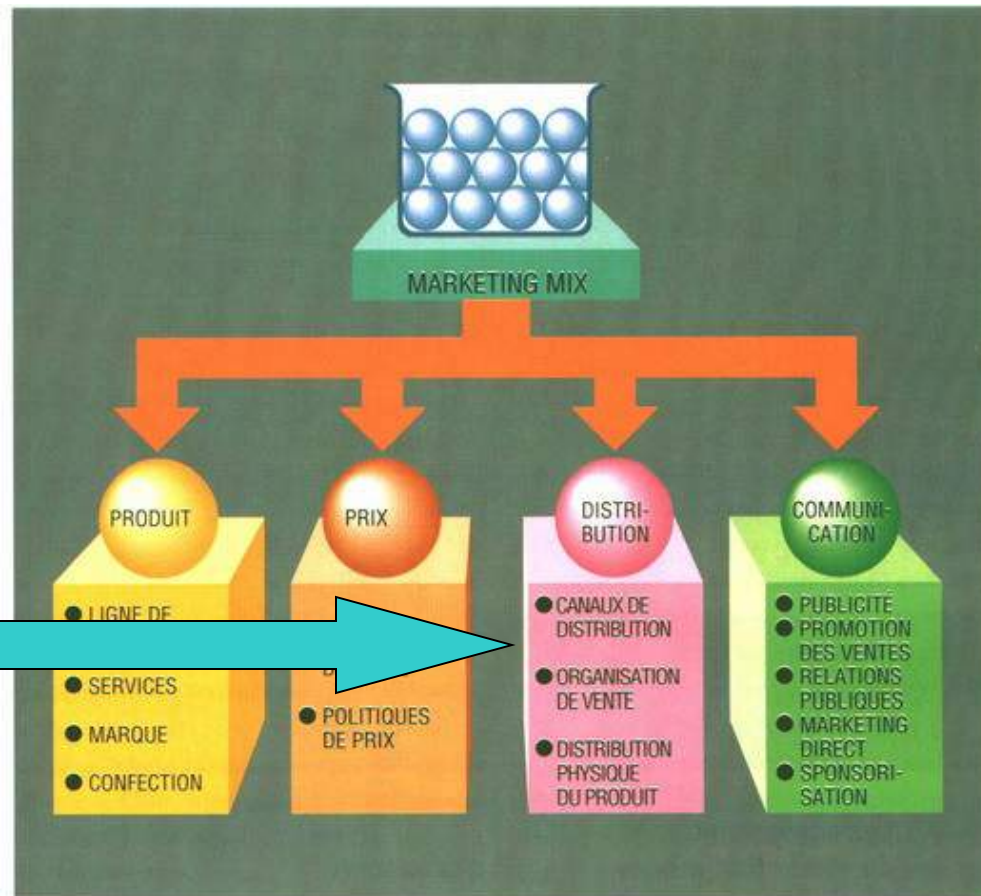 MARKETING MIX
PRODUIT
● LIGNE DE
● SERVICES
● MARQUE
● CONFECTION
PRIX
● POLITIQUES
DE PRIX
DISTRI-
BUTION
● CANAUX DE
DISTRIBUTION
● ORGANISATION
DE VENTE
● DISTRIBUTION
PHYSIQUE
DU PRODUIT
COMMUNI-
CATION
● PUBLICITÉ
● PROMOTION
DES VENTES
● RELATIONS
PUBLIQUES
● MARKETING
DIRECT
● SPONSORI-
SATION